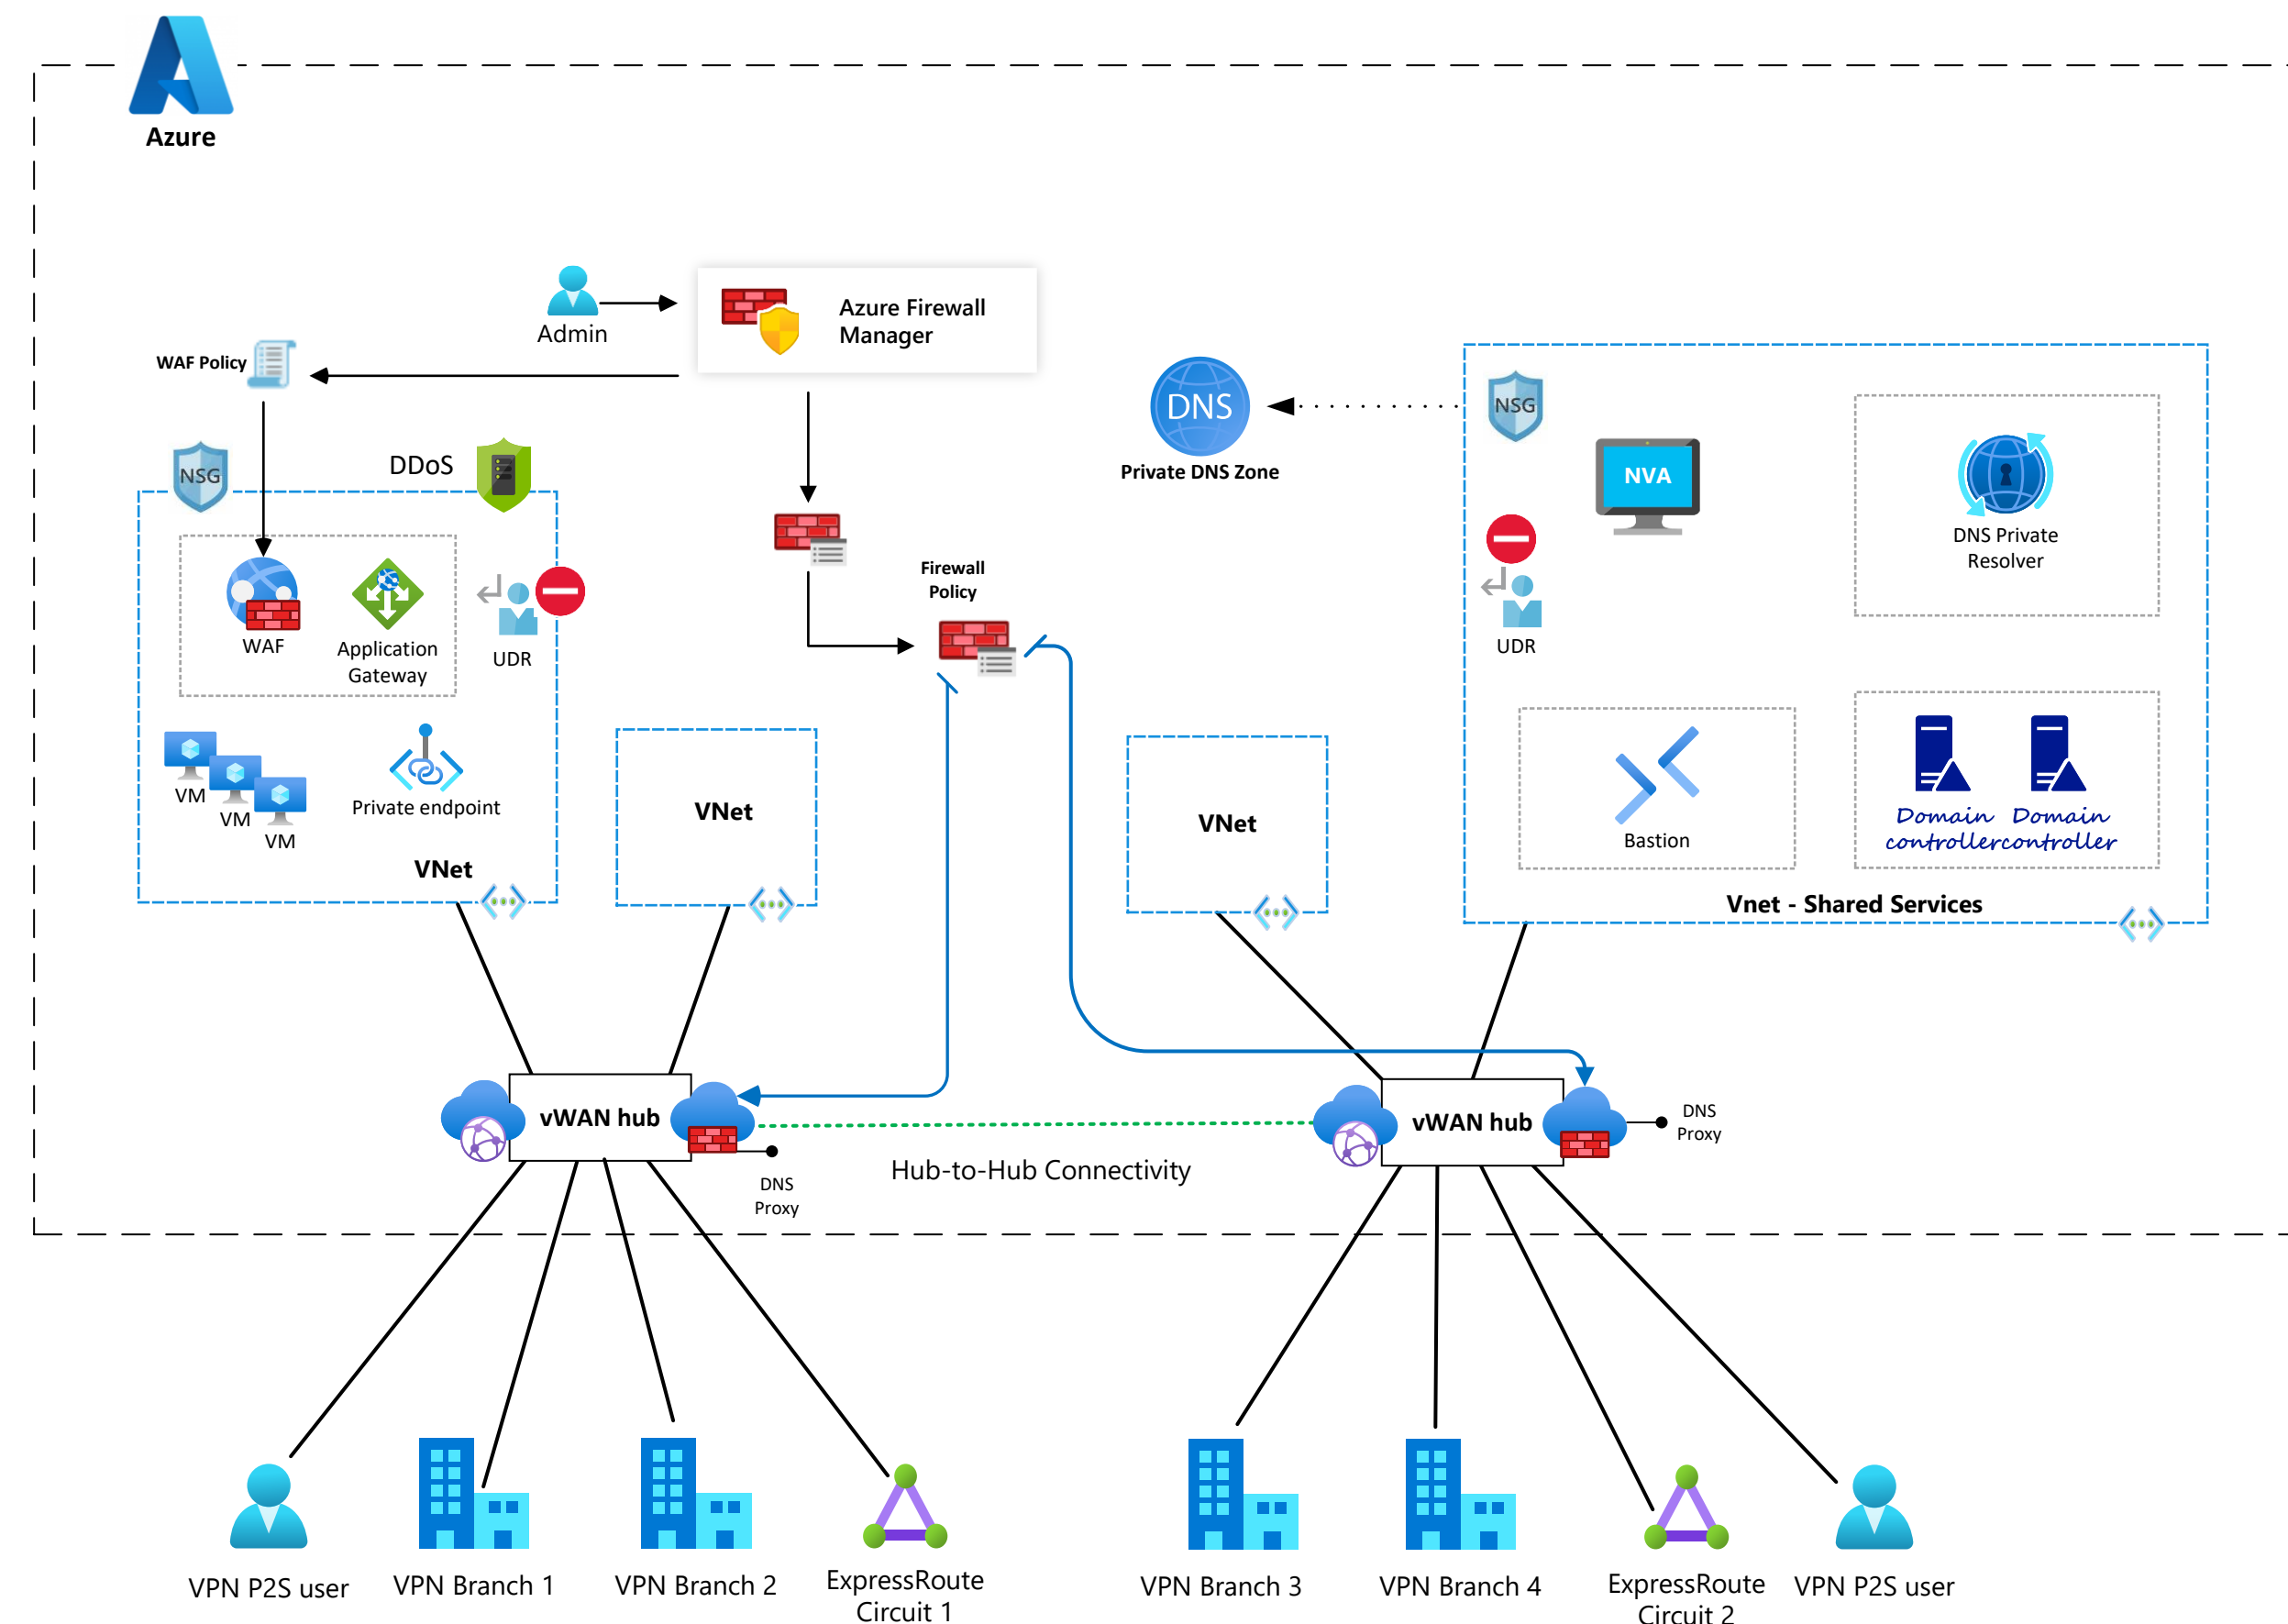 Azure
Admin
Azure Firewall
Manager
WAF Policy
NSG
DDoS
WAF
Application
Gateway
UDR
VM
VM
VM
Private endpoint
VNet
VNet
Firewall
Policy
DNS
Private DNS Zone
NSG
NVA
DNS Private
Resolver
UDR
VNet
Bastion
Domain
controller
Domain
controller
Vnet - Shared Services
vWAN hub
DNS
Proxy
Hub-to-Hub Connectivity
vWAN hub
DNS
Proxy
VPN P2S user
VPN Branch 1
VPN Branch 2
ExpressRoute
Circuit 1
VPN Branch 3
VPN Branch 4
ExpressRoute
Circuit 2
VPN P2S user